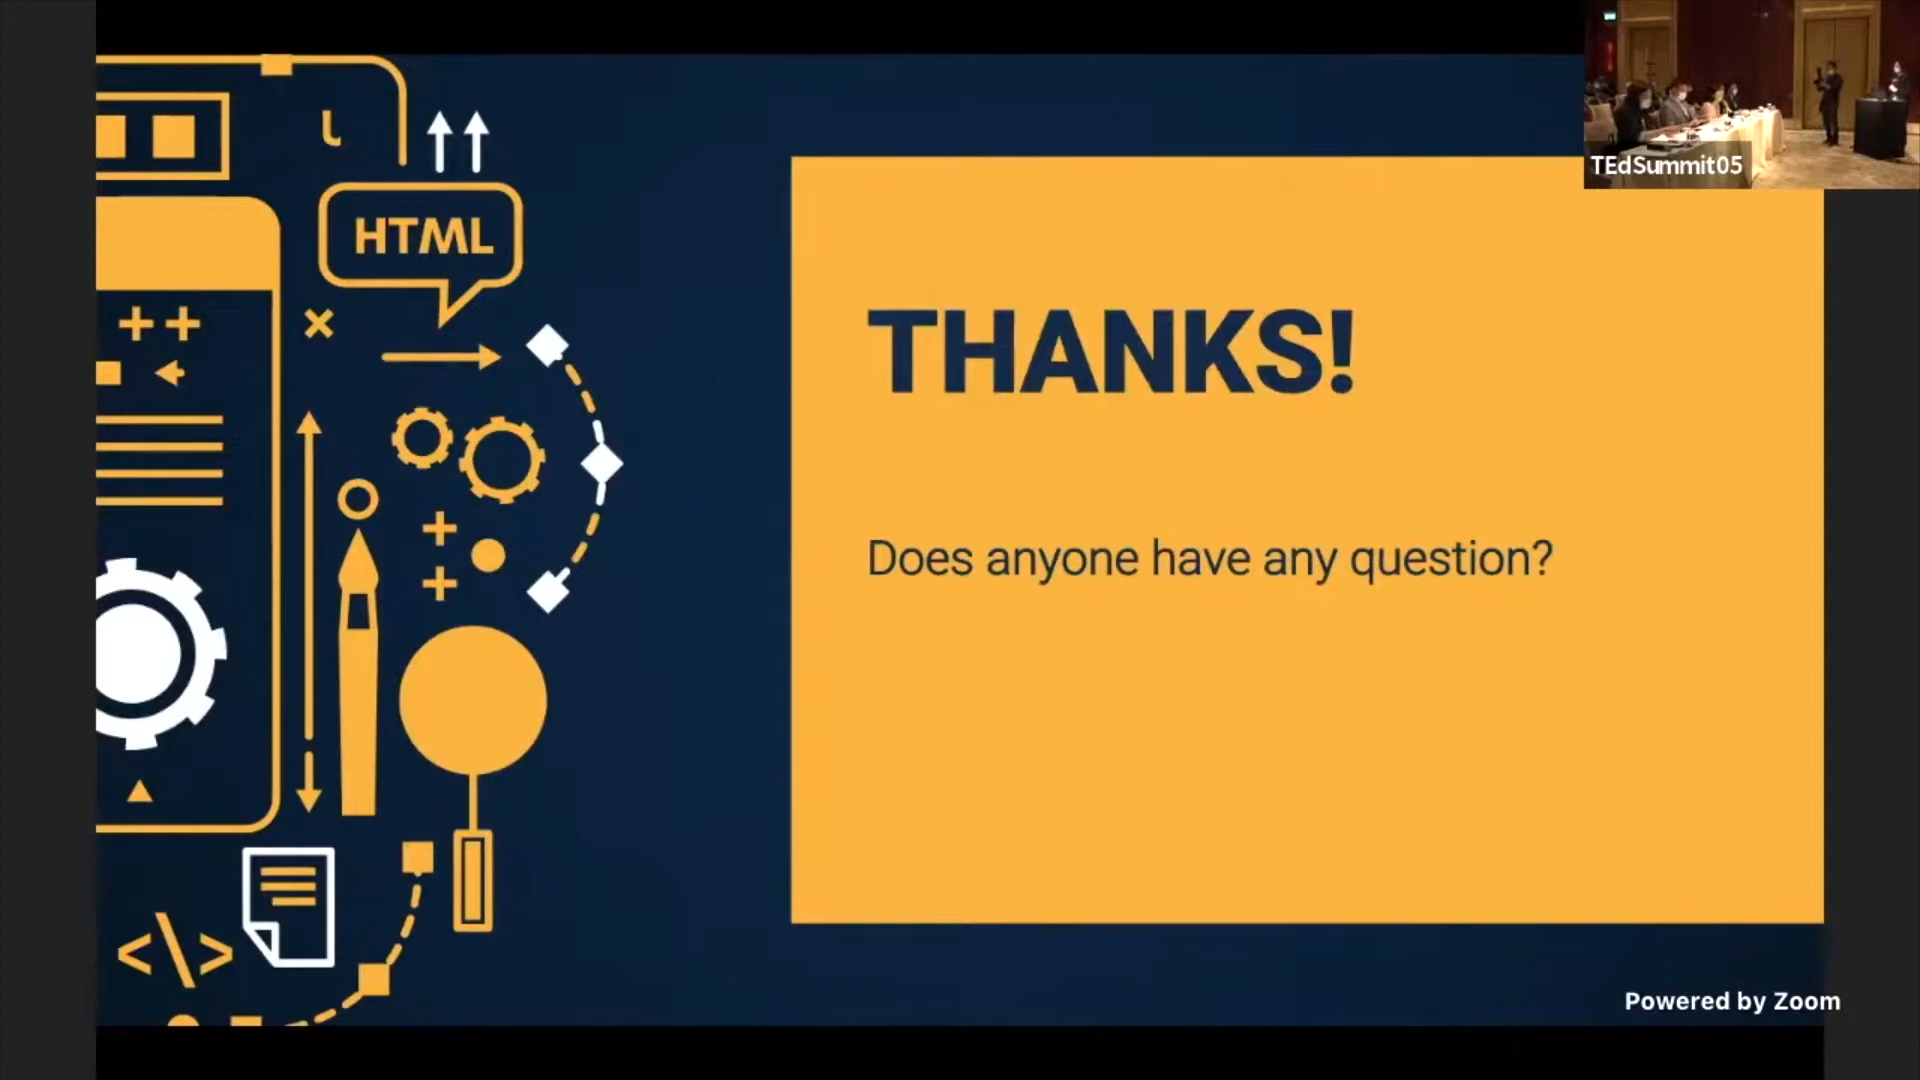 TEdSummit05
HTML
THANKS!
Does anyone have any question?
<\>
Powered by Zoom